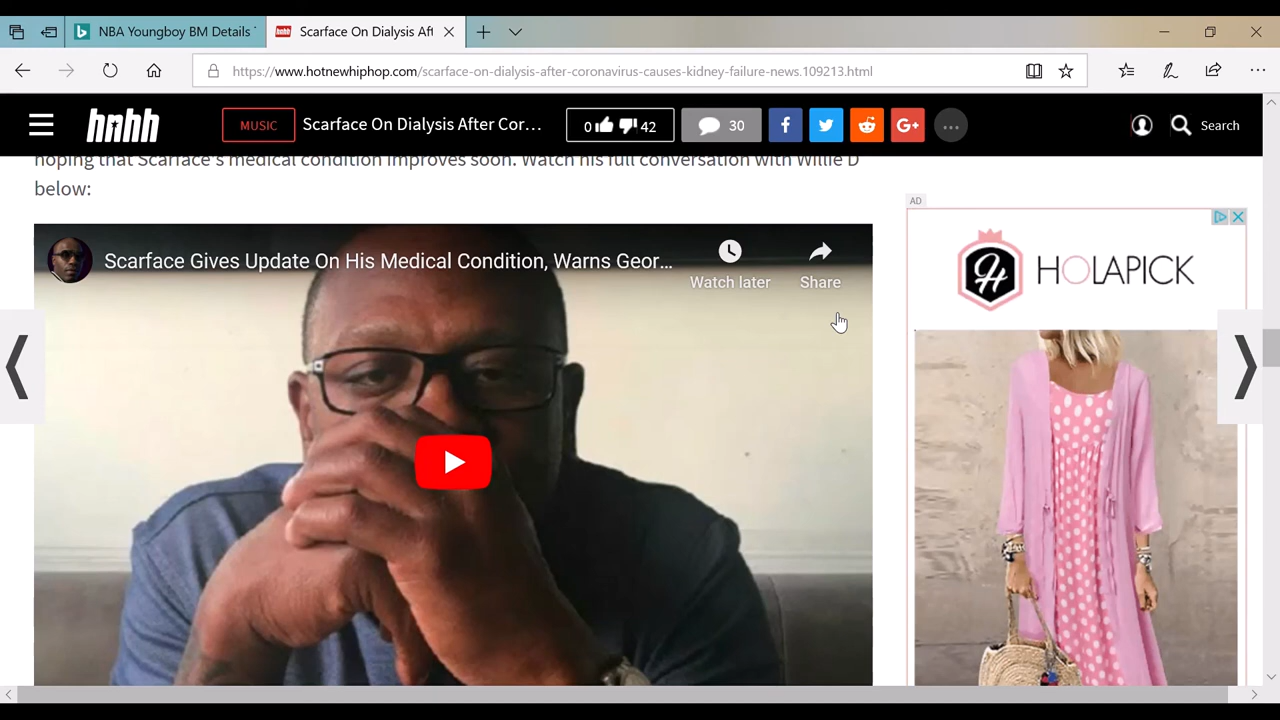 NBA Youngboy BM Details
Scarface On Dialysis Aft
https://www.hotnewhiphop.com/scarface-on-dialysis-after-coronavirus-causes-kidney-failure-news.109213.html
hnhh
MUSIC
Scarface On Dialysis After Cor...
0 42
30
G+
...
Search
hoping that Scarface's medical condition improves soon. Watch his full conversation with Willie D
below:
Scarface Gives Update On His Medical Condition, Warns Geor...
Watch later
Share
AD
HOLAPICK